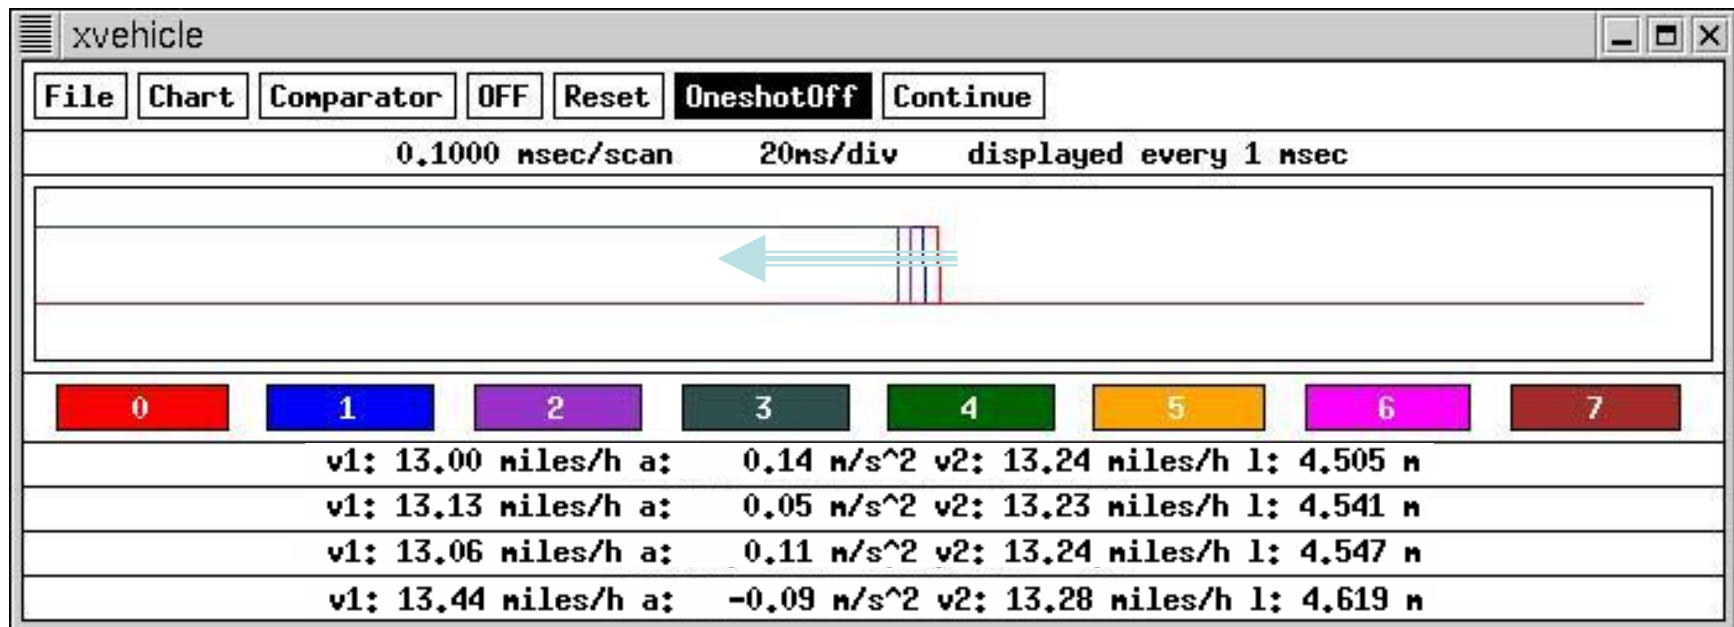 xvehicle
File Chart Comparator OFF Reset OneshotOff Continue
0.1000 msec/scan 20ms/div displayed every 1 msec
0 1 2 3 4 5 6 7
v1: 13.00 miles/h a: 0.14 m/s^2 v2: 13.24 miles/h l: 4.505 m
v1: 13.13 miles/h a: 0.05 m/s^2 v2: 13.23 miles/h l: 4.541 m
v1: 13.06 miles/h a: 0.11 m/s^2 v2: 13.24 miles/h l: 4.547 m
v1: 13.44 miles/h a: -0.09 m/s^2 v2: 13.28 miles/h l: 4.619 m